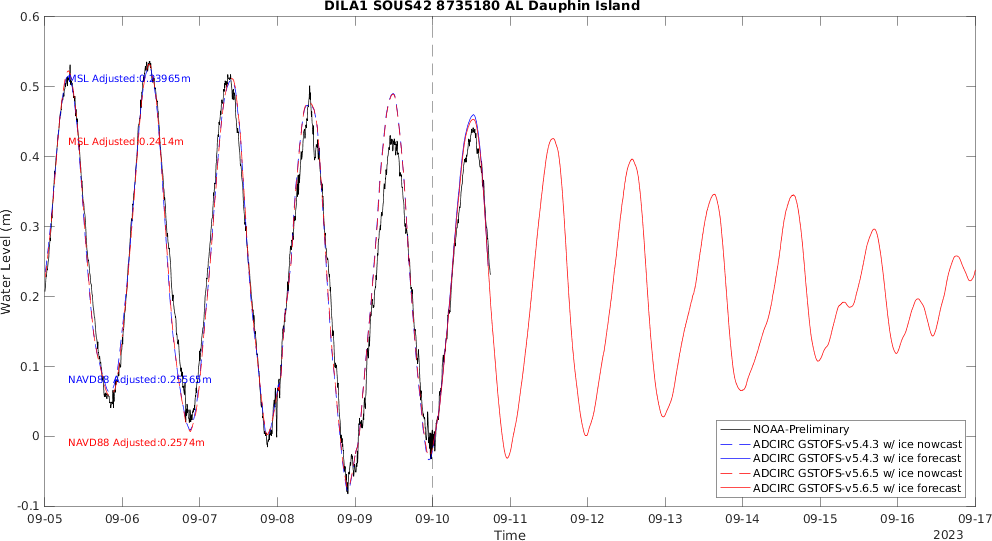 DILA1 SOUS42 8735180 AL Dauphin Island
0.6
0.5
0.4
0.3
0.2
0.1
0
-0.1
Water Level (m)
MSL Adjusted:0.23965m
MSL Adjusted:0.2414m
NAVD88 Adjusted:0.25565m
NAVD88 Adjusted:0.2574m
NOAA-Preliminary
ADCIRC GSTOFS-v5.4.3 w/ ice nowcast
ADCIRC GSTOFS-v5.4.3 w/ ice forecast
ADCIRC GSTOFS-v5.6.5 w/ ice nowcast
ADCIRC GSTOFS-v5.6.5 w/ ice forecast
09-05 09-06 09-07 09-08 09-09 09-10 09-11 09-12 09-13 09-14 09-15 09-16 09-17
Time
2023